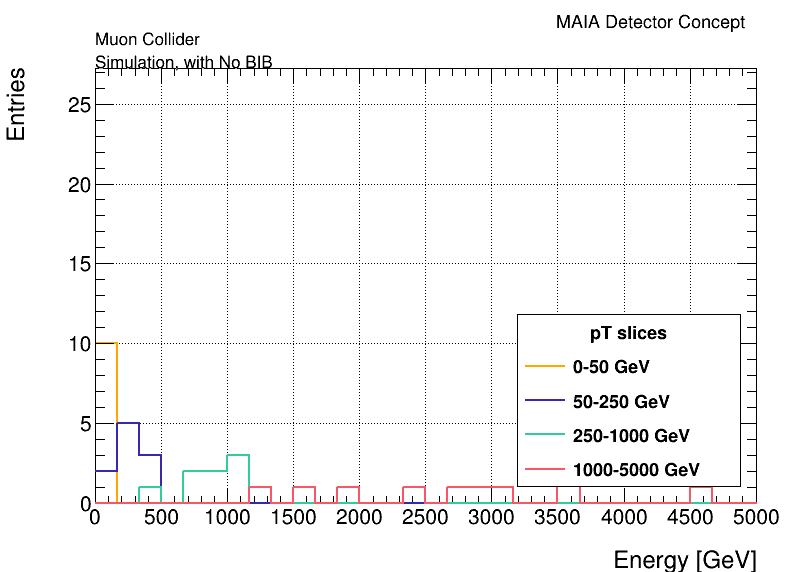 MAIA Detector Concept
Muon Collider
Simulation, with No BIB
Entries
25
20
15
10
5
0
pT slices
0-50 GeV
50-250 GeV
250-1000 GeV
1000-5000 GeV
0 500 1000 1500 2000 2500 3000 3500 4000 4500 5000
Energy [GeV]